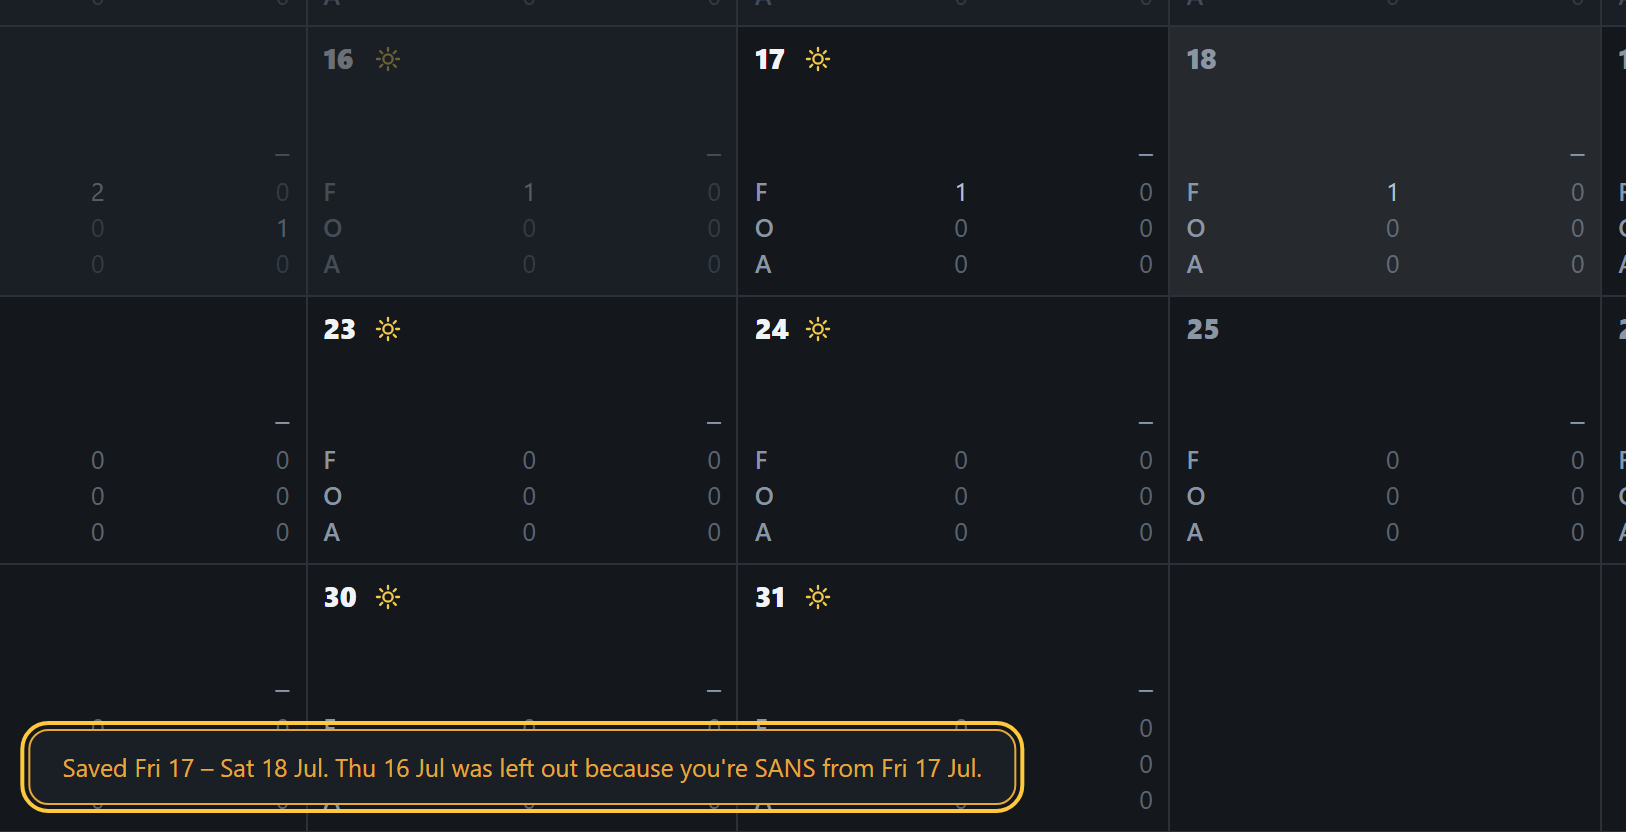 16 17 18
– – – –
2 0 F 1 0 F 1 0 F 1 0
0 1 O 0 0 O 0 0 O 0 0
0 0 A 0 0 A 0 0 A 0 0
23 24 25
– – – –
0 0 F 0 0 F 0 0 F 0 0
0 0 O 0 0 O 0 0 O 0 0
0 0 A 0 0 A 0 0 A 0 0
30 31
– – –
0
Saved Fri 17 – Sat 18 Jul. Thu 16 Jul was left out because you're SANS from Fri 17 Jul.
0
0